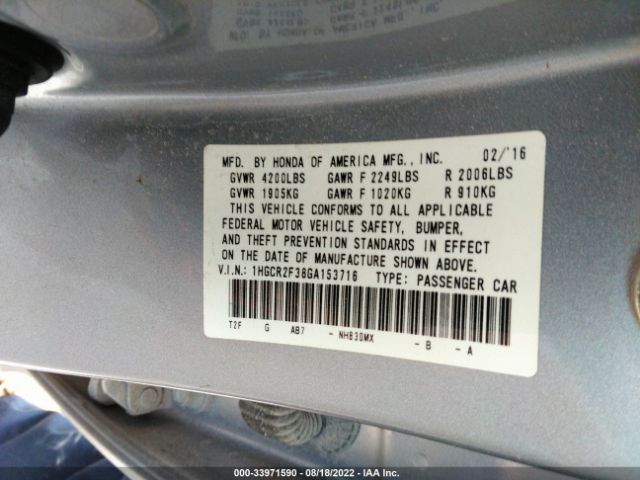 MFD. BY HONDA OF AMERICA MFG., INC. 02/'16
GVWR 4200LBS GAWR F 2249LBS R 2006LBS
GVWR 1905KG GAWR F 1020KG R 910KG
THIS VEHICLE CONFORMS TO ALL APPLICABLE
FEDERAL MOTOR VEHICLE SAFETY, BUMPER,
AND THEFT PREVENTION STANDARDS IN EFFECT
ON THE DATE OF MANUFACTURE SHOWN ABOVE.
V.I.N.: 1HGCR2F38GA153716 TYPE: PASSENGER CAR
T2F G AB7 - NH830MX - B - A
000-33971590 - 08/18/2022 - IAA Inc.